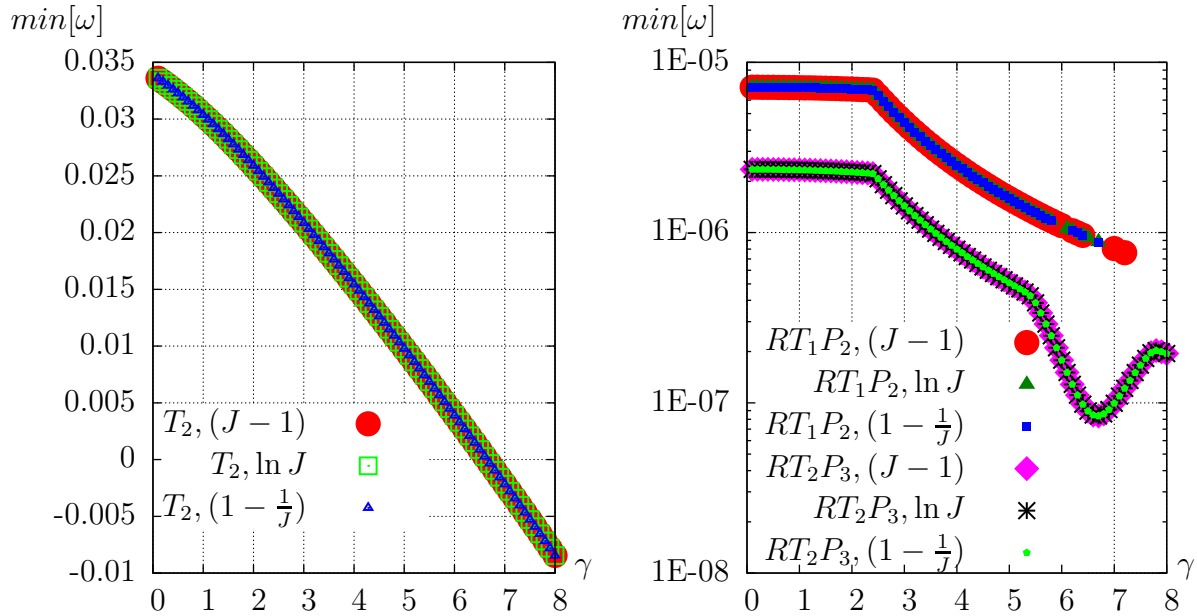 min[ω]
0.035
0.03
0.025
0.02
0.015
0.01
0.005
0
-0.005
-0.01
0 1 2 3 4 5 6 7 8
γ
T₂, (J − 1)
T₂, ln J
T₂, (1 − 1/J)
min[ω]
1E-05
1E-06
1E-07
1E-08
0 1 2 3 4 5 6 7 8
γ
RT₁P₂, (J − 1)
RT₁P₂, ln J
RT₁P₂, (1 − 1/J)
RT₂P₃, (J − 1)
RT₂P₃, ln J
RT₂P₃, (1 − 1/J)